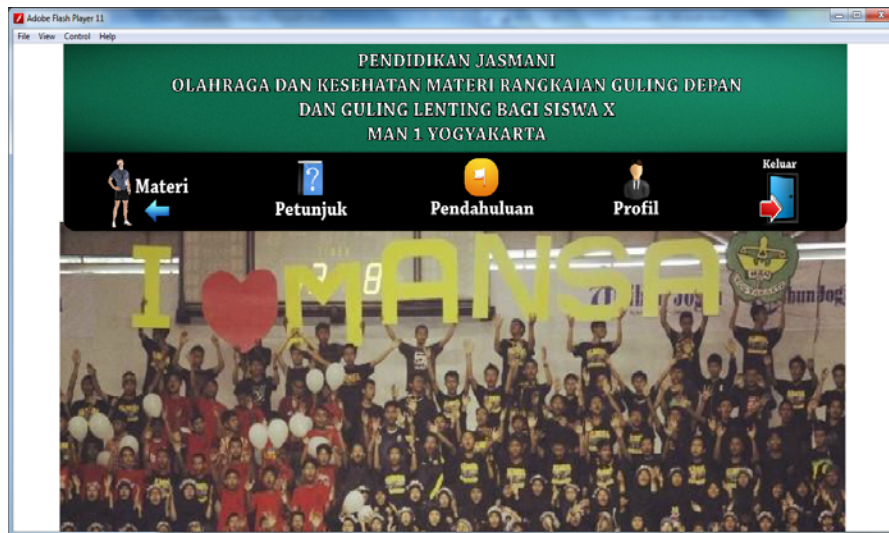 Adobe Flash Player 11
File View Control Help
PENDIDIKAN JASMANI
OLAHRAGA DAN KESEHATAN MATERI RANGKAIAN GULING DEPAN
DAN GULING LENTING BAGI SISWA X
MAN 1 YOGYAKARTA
Materi
Petunjuk
Pendahuluan
Profil
Keluar
I MANSA